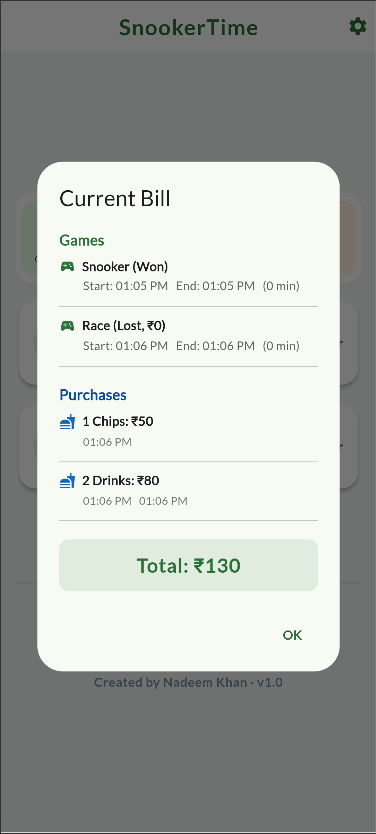 SnookerTime
Current Bill
Games
Snooker (Won)
Start: 01:05 PM End: 01:05 PM (0 min)
Race (Lost, ₹0)
Start: 01:06 PM End: 01:06 PM (0 min)
Purchases
1 Chips: ₹50
01:06 PM
2 Drinks: ₹80
01:06 PM 01:06 PM
Total: ₹130
OK
Created by Nadeem Khan · v1.0